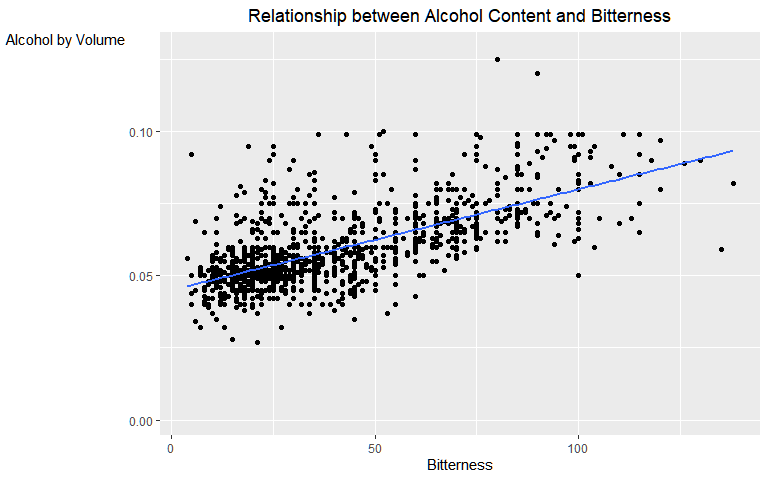 Relationship between Alcohol Content and Bitterness
Alcohol by Volume
0.10
0.05
0.00
0
50
100
Bitterness